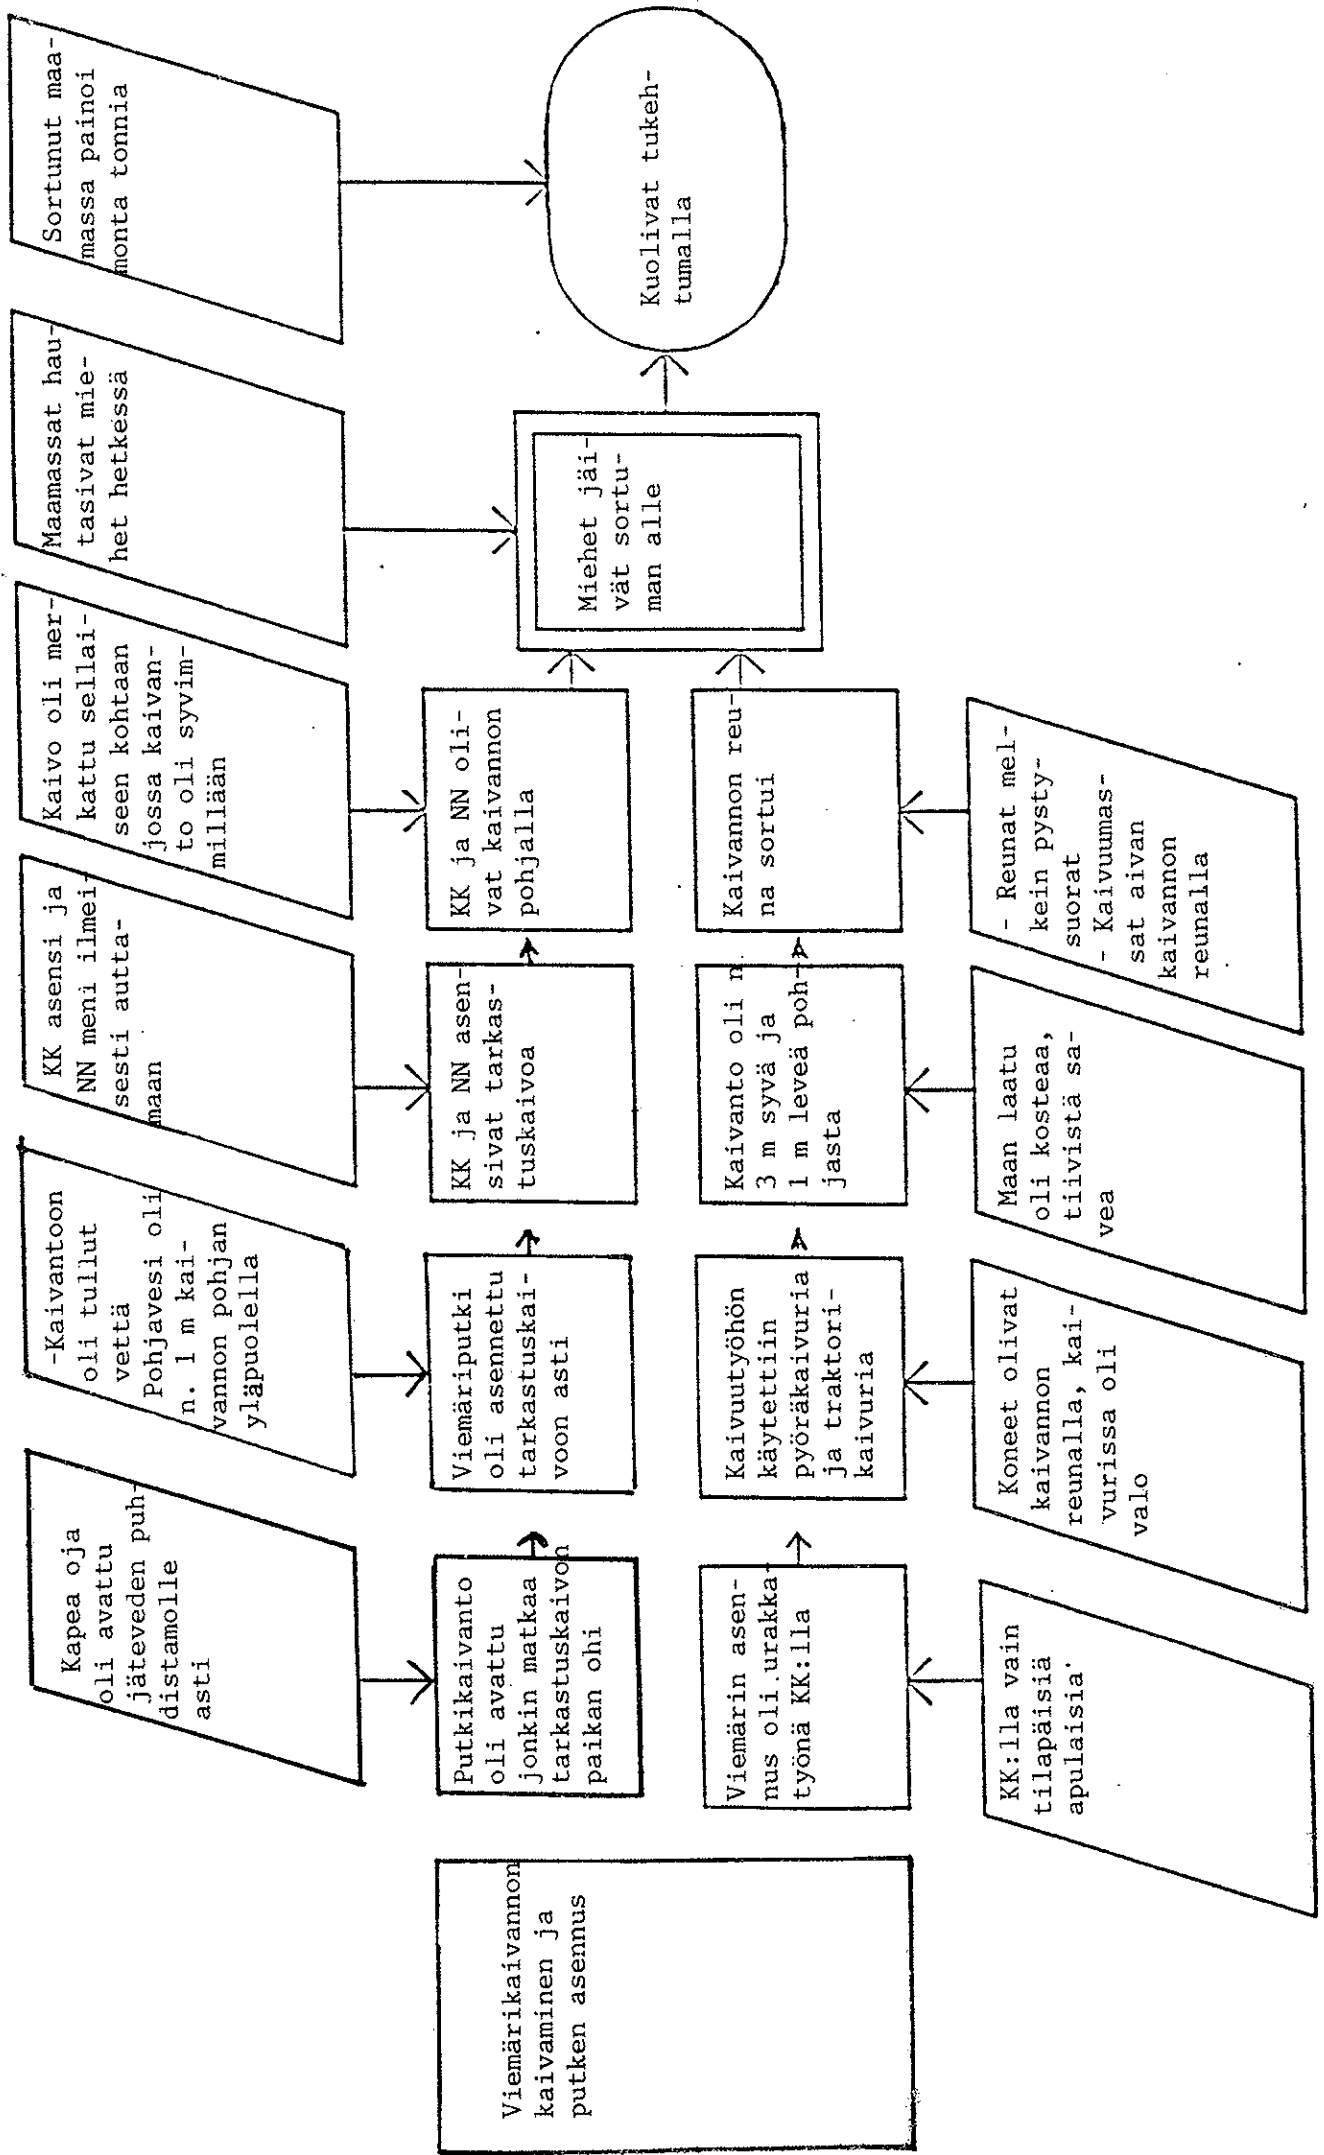 Kapea oja
oli avattu
jäteveden puh-
distamolle
asti
-Kaivantoon
oli tullut
vettä
Pohjavesi oli
n. 1 m kai-
vannon pohjan
yläpuolella
KK asensi ja
NN meni ilmei-
sesti autta-
maan
Kaivo oli mer-
kattu sellai-
seen kohtaan
jossa kaivan-
to oli syvim-
millään
Maamassat hau-
tasivat mie-
het hetkessä
Sortunut maa-
massa painoi
monta tonnia
Viemärikaivannon
kaivaminen ja
putken asennus
Putkikaivanto
oli avattu
jonkin matkaa
tarkastuskaivon
paikan ohi
Viemäriputki
oli asennettu
tarkastuskai-
voon asti
KK ja NN asen-
sivat tarkas-
tuskaivoa
KK ja NN oli-
vat kaivannon
pohjalla
Miehet jäi-
vät sortu-
man alle
Kuolivat tukeh-
tumalla
Viemärin asen-
nus oli urakka
työnä KK:lla
Kaivuutyöhön
käytettiin
pyöräkaivuria
ja traktori-
kaivuria
Kaivanto oli n
3 m syvä ja
1 m leveä poh-
jasta
Kaivannon reu-
na sortui
KK:lla vain
tilapäisiä
apulaisia
Koneet olivat
kaivannon
reunalla, kai-
vurissa oli
valo
Maan laatu
oli kosteaa,
tiivistä sa-
vea
- Reunat mel-
kein pysty-
suorat
- Kaivuumas-
sat aivan
kaivannon
reunalla